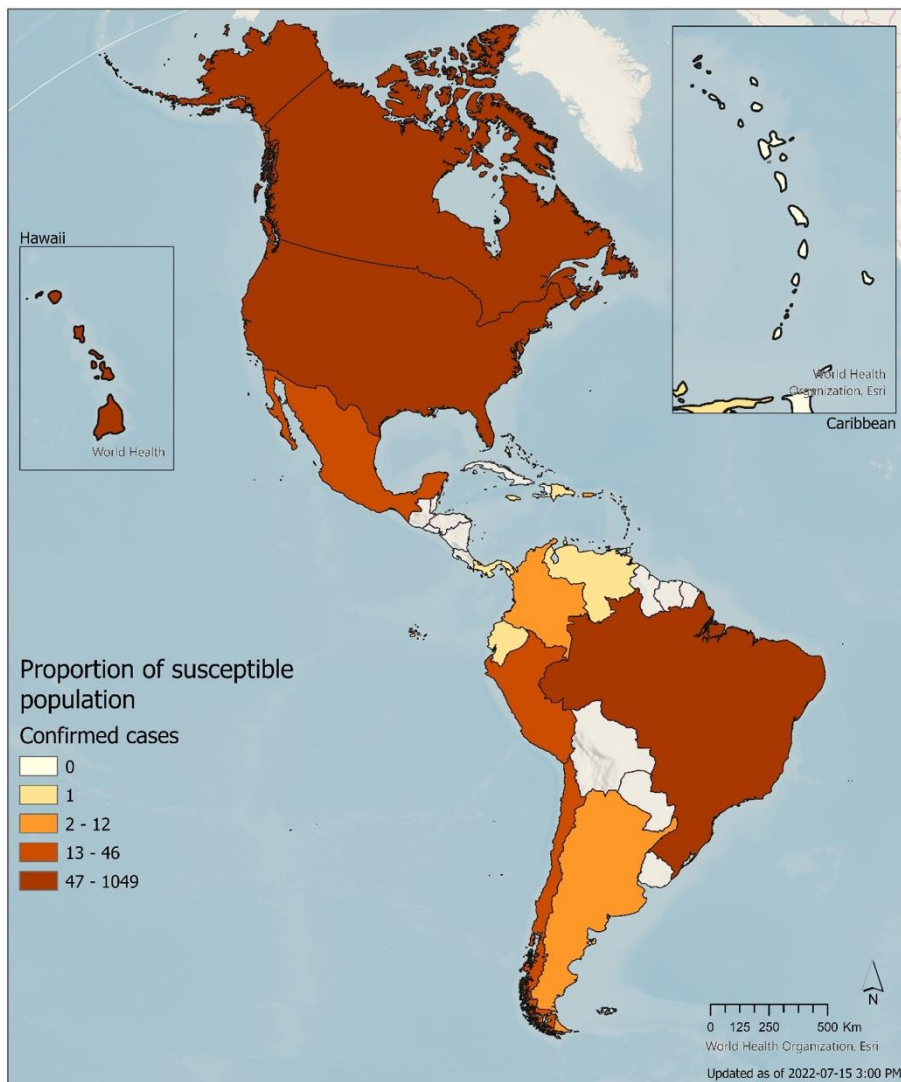 Hawaii
World Health
World Health
Organization, Esri
Caribbean
Proportion of susceptible
population
Confirmed cases
0
1
2 - 12
13 - 46
47 - 1049
N
0 125 250 500 Km
World Health Organization, Esri
Updated as of 2022-07-15 3:00 PM